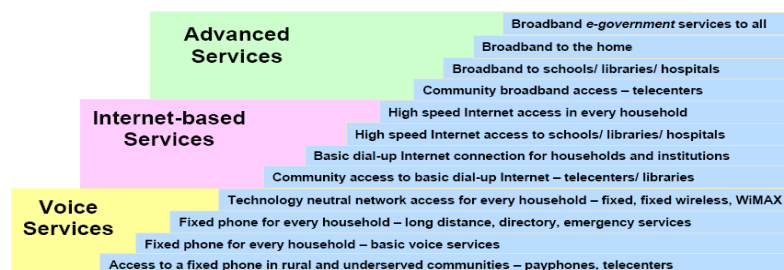 Broadband e-government services to all
Advanced
Services
Broadband to the home
Broadband to schools/ libraries/ hospitals
Community broadband access – telecenters
High speed Internet access in every household
Internet-based
Services
High speed Internet access to schools/ libraries/ hospitals
Basic dial-up Internet connection for households and institutions
Community access to basic dial-up Internet – telecenters/ libraries
Technology neutral network access for every household – fixed, fixed wireless, WiMAX
Voice
Services
Fixed phone for every household – long distance, directory, emergency services
Fixed phone for every household – basic voice services
Access to a fixed phone in rural and underserved communities – payphones, telecenters